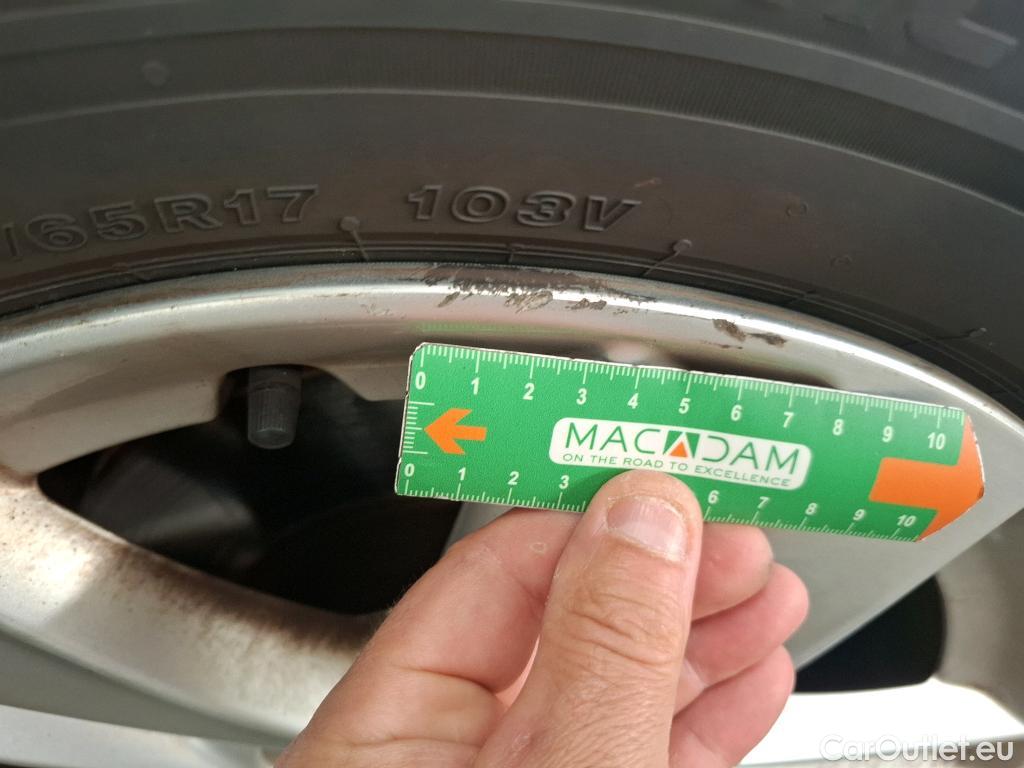 /65R17 103V
0 1 2 3 4 5 6 7 8 9 10
MACADAM
ON THE ROAD TO EXCELLENCE
0 1 2 3 6 7 8 9 10
CarOutlet.eu